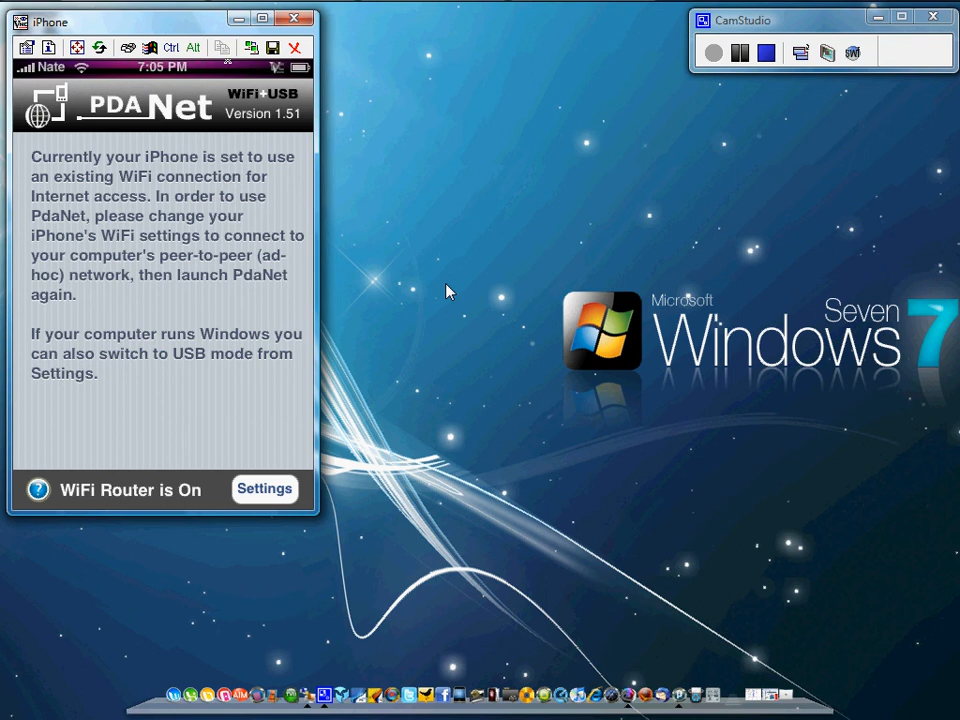 iPhone
Ctrl Alt
Nate 7:05 PM
PDA Net WiFi+USB
Version 1.51
Currently your iPhone is set to use
an existing WiFi connection for
Internet access. In order to use
PdaNet, please change your
iPhone's WiFi settings to connect to
your computer's peer-to-peer (ad-
hoc) network, then launch PdaNet
again.
If your computer runs Windows you
can also switch to USB mode from
Settings.
? WiFi Router is On Settings
CamStudio
SWF
Microsoft
Windows Seven 7
AIM